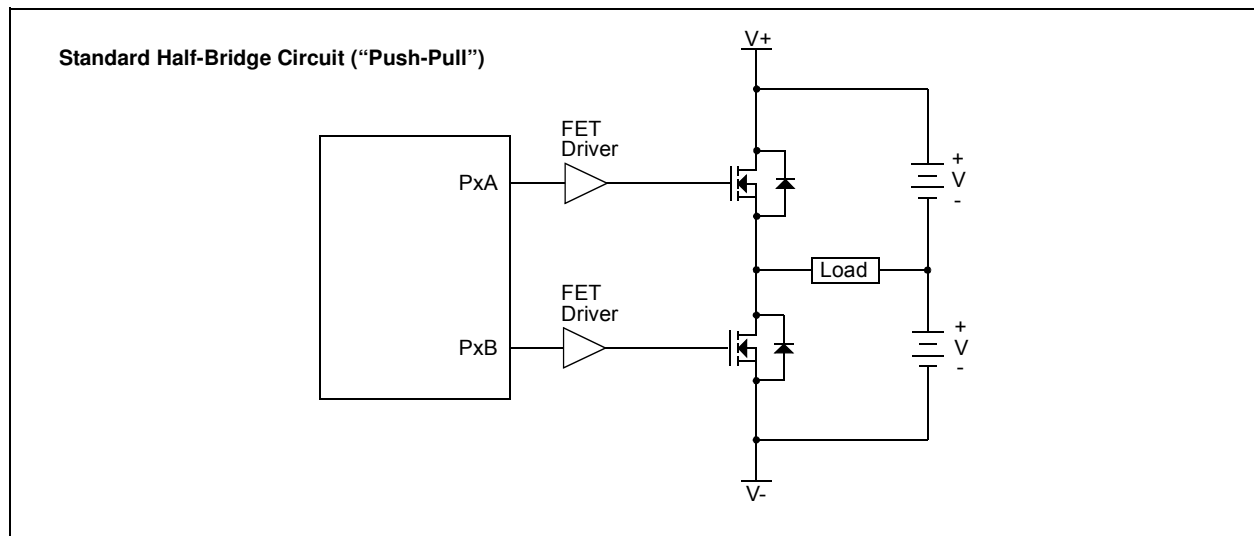 Standard Half-Bridge Circuit (“Push-Pull”)
V+
FET
Driver
PxA
+
V
-
Load
FET
Driver
PxB
+
V
-
V-